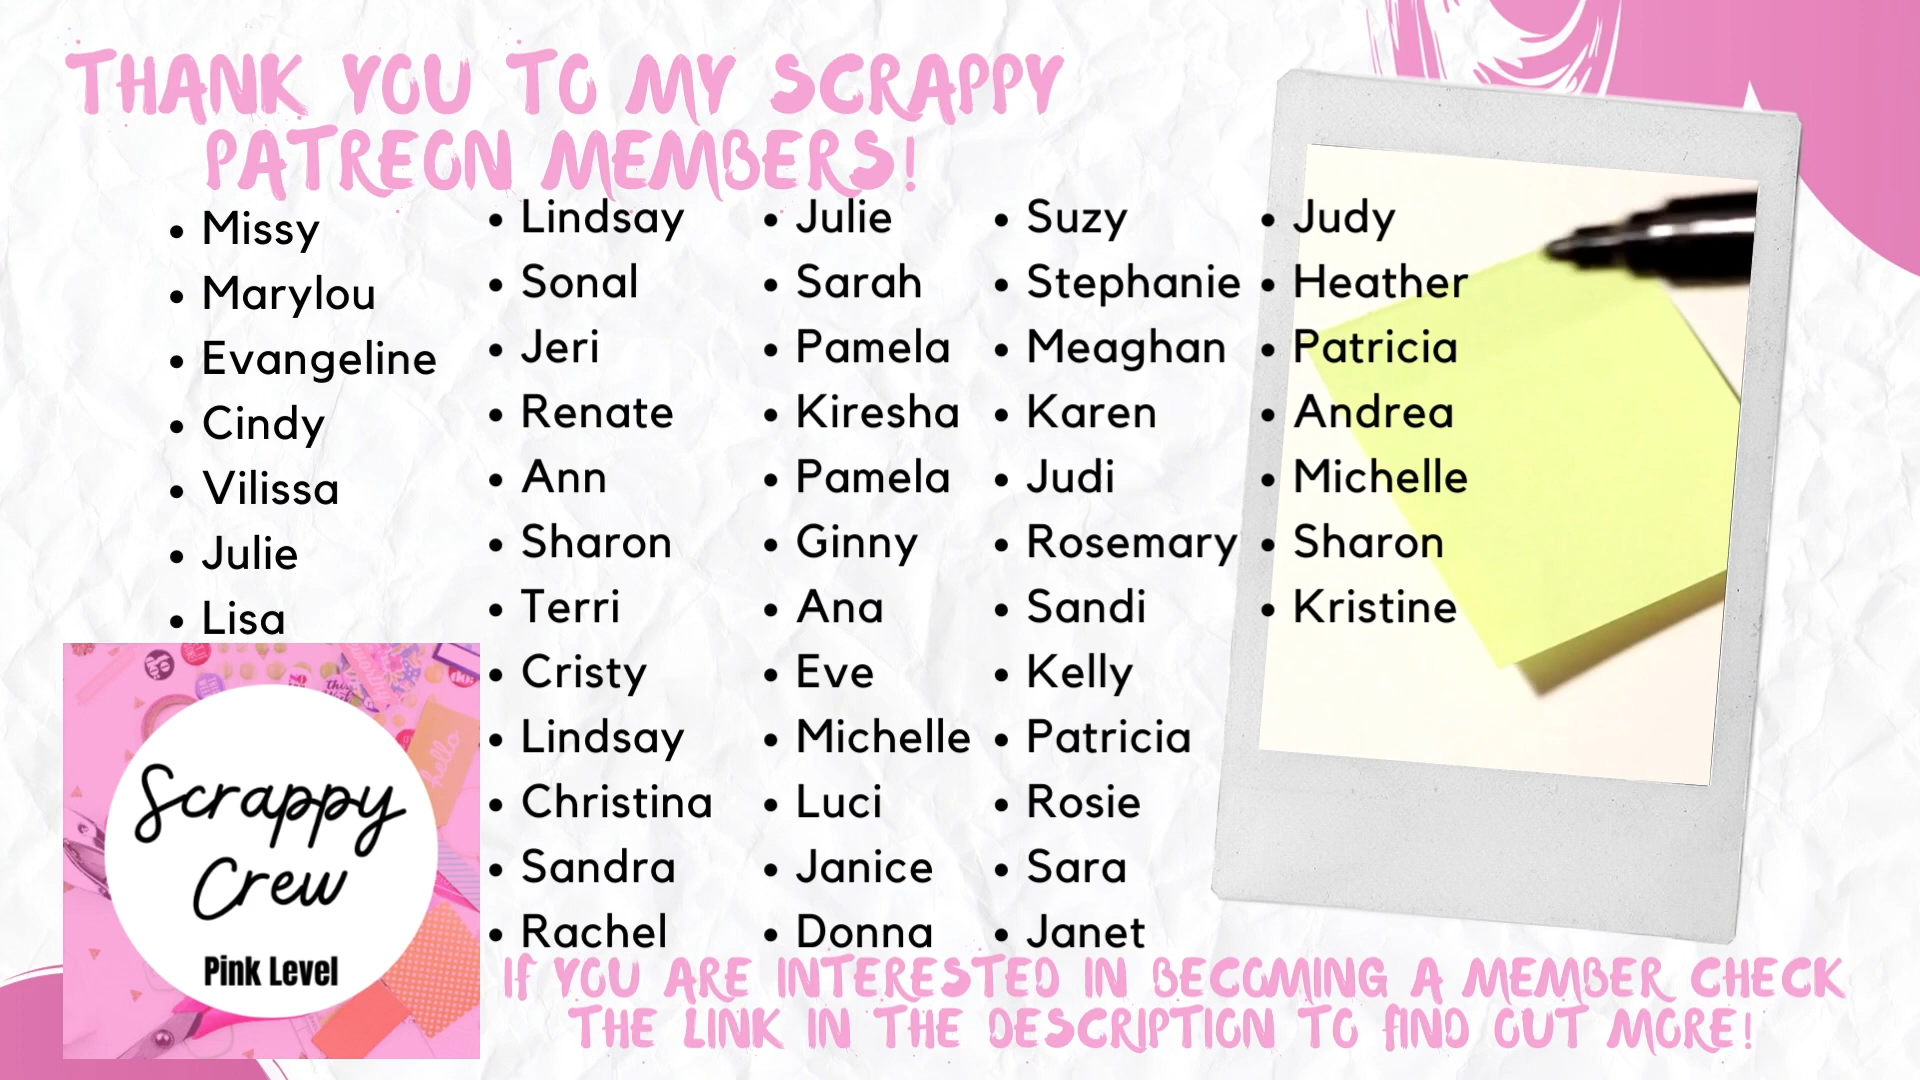 THANK YOU TO MY SCRAPPY
PATREON MEMBERS!
• Missy
• Marylou
• Evangeline
• Cindy
• Vilissa
• Julie
• Lisa
• Lindsay
• Sonal
• Jeri
• Renate
• Ann
• Sharon
• Terri
• Cristy
• Lindsay
• Christina
• Sandra
• Rachel
• Julie
• Sarah
• Pamela
• Kiresha
• Pamela
• Ginny
• Ana
• Eve
• Michelle
• Luci
• Janice
• Donna
• Suzy
• Stephanie
• Meaghan
• Karen
• Judi
• Rosemary
• Sandi
• Kelly
• Patricia
• Rosie
• Sara
• Janet
• Judy
• Heather
• Patricia
• Andrea
• Michelle
• Sharon
• Kristine
hello
Scrappy
Crew
Pink Level
IF YOU ARE INTERESTED IN BECOMING A MEMBER CHECK
THE LINK IN THE DESCRIPTION TO FIND OUT MORE!